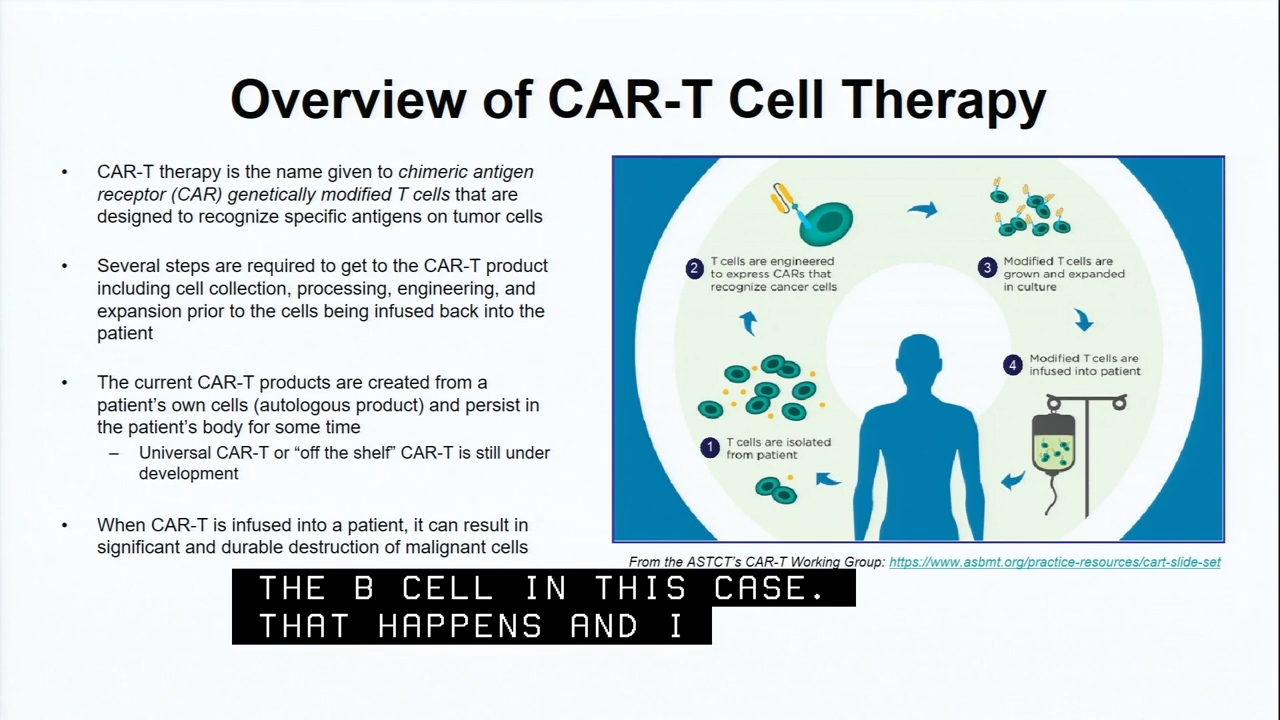 Overview of CAR-T Cell Therapy
• CAR-T therapy is the name given to chimeric antigen
receptor (CAR) genetically modified T cells that are
designed to recognize specific antigens on tumor cells
• Several steps are required to get to the CAR-T product
including cell collection, processing, engineering, and
expansion prior to the cells being infused back into the
patient
• The current CAR-T products are created from a
patient's own cells (autologous product) and persist in
the patient's body for some time
– Universal CAR-T or “off the shelf” CAR-T is still under
development
• When CAR-T is infused into a patient, it can result in
significant and durable destruction of malignant cells
1 T cells are isolated
from patient
2 T cells are engineered
to express CARs that
recognize cancer cells
3 Modified T cells are
grown and expanded
in culture
4 Modified T cells are
infused into patient
From the ASTCT's CAR-T Working Group: https://www.asbmt.org/practice-resources/cart-slide-set
THE B CELL IN THIS CASE.
THAT HAPPENS AND I